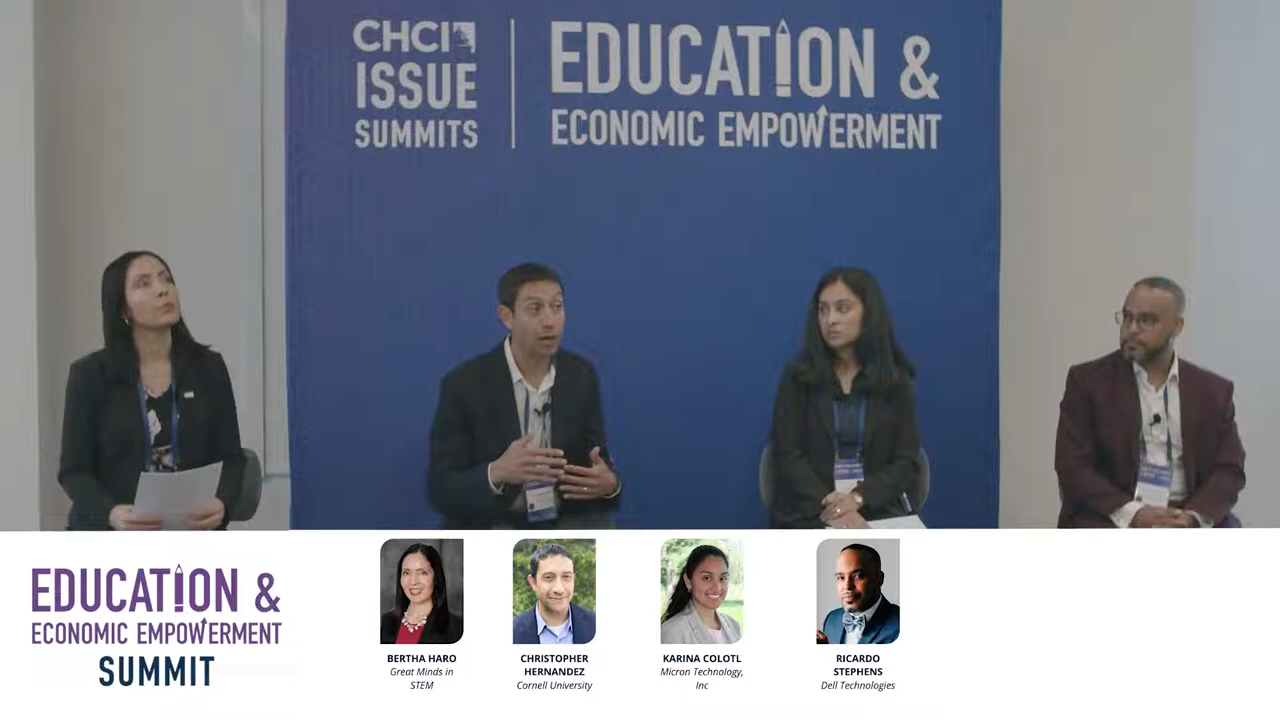 CHCI
ISSUE
SUMMITS
EDUCATION &
ECONOMIC EMPOWERMENT
EDUCATION &
ECONOMIC EMPOWERMENT
SUMMIT
BERTHA HARO
Great Minds in
STEM
CHRISTOPHER
HERNANDEZ
Cornell University
KARINA COLOTL
Micron Technology,
Inc
RICARDO
STEPHENS
Dell Technologies